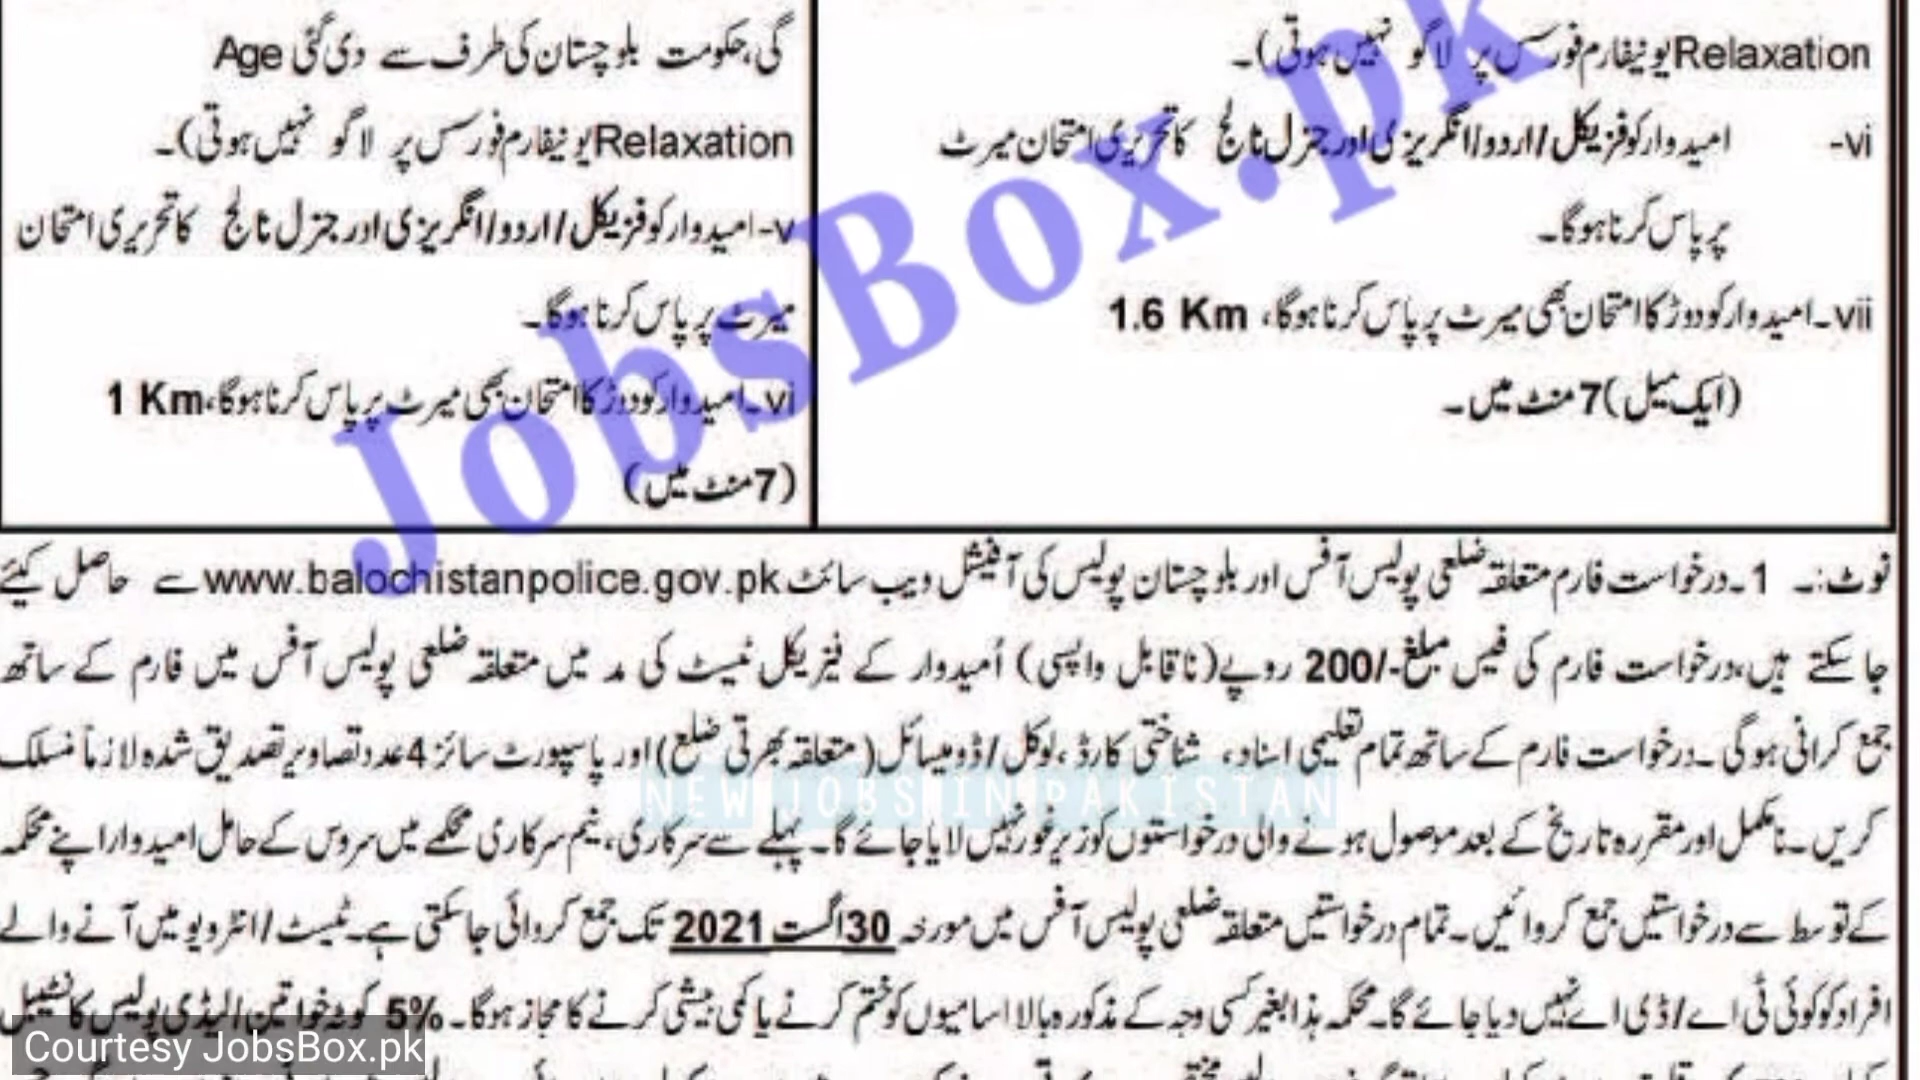 Relaxation یونیفارم فورس پر لاگو نہیں ہوتی)۔
vi- امیدوار کو فزیکل/اردو/انگریزی اور جنرل نالج کا تحریری امتحان میرٹ
پر پاس کرنا ہوگا۔
vii۔ امیدوار کو دوڑ کا امتحان بھی میرٹ پر پاس کرنا ہوگا، 1.6 Km
(ایک میل) 7 منٹ میں۔
گی، حکومت بلوچستان کی طرف سے دی گئی Age
Relaxation یونیفارم فورس پر لاگو نہیں ہوتی)۔
v- امیدوار کو فزیکل/اردو/انگریزی اور جنرل نالج کا تحریری امتحان
میرٹ پر پاس کرنا ہوگا۔
vi۔ امیدوار کو دوڑ کا امتحان بھی میرٹ پر پاس کرنا ہوگا، 1 Km
(7 منٹ میں)
نوٹ:۔ 1۔ درخواست فارم متعلقہ ضلعی پولیس آفس اور بلوچستان پولیس کی آفیشل ویب سائٹ www.balochistanpolice.gov.pk سے حاصل کیئے
جا سکتے ہیں، درخواست فارم کی فیس مبلغ -/200 روپے (ناقابل واپسی) اُمیدوار کے فیزیکل ٹیسٹ کی مد میں متعلقہ ضلعی پولیس آفس میں فارم کے ساتھ
جمع کرانی ہوگی۔ درخواست فارم کے ساتھ تمام تعلیمی اسناد، شناختی کارڈ، لوکل/ڈومیسائل (متعلقہ بھرتی ضلع) اور پاسپورٹ سائز 4 عدد تصاویر تصدیق شدہ لازماً منسلک
کریں۔ نامکمل اور مقررہ تاریخ کے بعد موصول ہونے والی درخواستوں کو زیر غور نہیں لایا جائے گا۔ پہلے سے سرکاری، نیم سرکاری محکمے میں سروس کے حامل امیدوار اپنے محکمہ
کے توسط سے درخواستیں جمع کروائیں۔ تمام درخواستیں متعلقہ ضلعی پولیس آفس میں مورخہ 30 اگست 2021 تک جمع کروائی جا سکتی ہے۔ ٹیسٹ/انٹرویو میں آنے والے
افراد کو کوئی ٹی اے/ڈی اے نہیں دیا جائے گا۔ محکمہ ہذا بغیر کسی وجہ کے مذکورہ بالا اسامیوں کو ختم کرنے یا کمی بیشی کرنے کا مجاز ہوگا۔ 5% کوٹہ خواتین/لیڈی پولیس کانسٹیبل
JobsBox.pk
NEW JOBS IN PAKISTAN
Courtesy JobsBox.pk